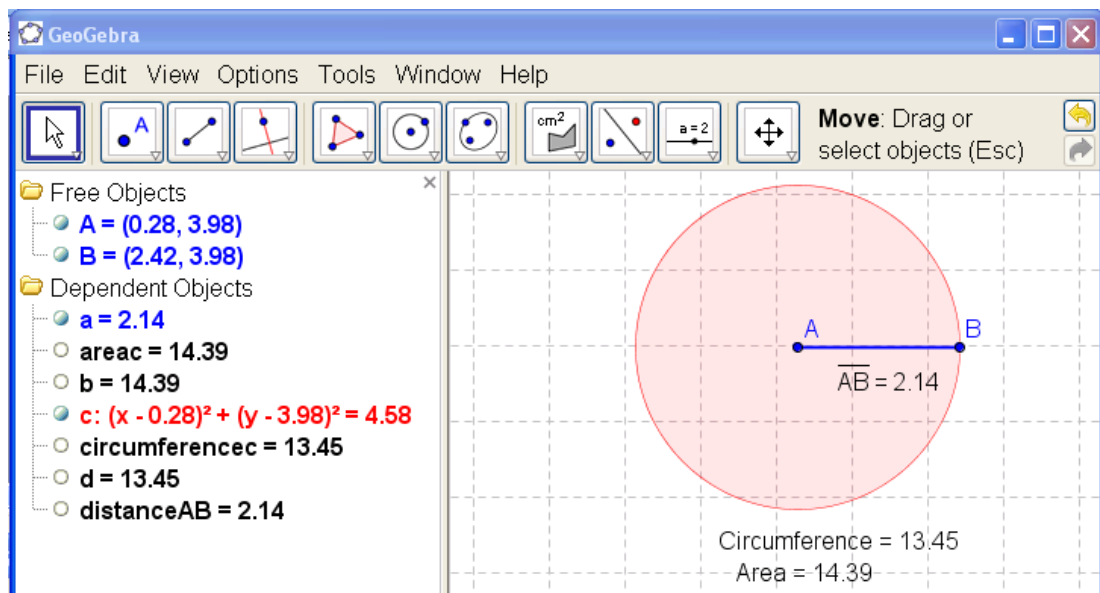 GeoGebra
File Edit View Options Tools Window Help
A
cm²
a = 2
Move: Drag or
select objects (Esc)
Free Objects
A = (0.28, 3.98)
B = (2.42, 3.98)
Dependent Objects
a = 2.14
areac = 14.39
b = 14.39
c: (x - 0.28)² + (y - 3.98)² = 4.58
circumferencec = 13.45
d = 13.45
distanceAB = 2.14
A B
A͞B = 2.14
Circumference = 13.45
Area = 14.39